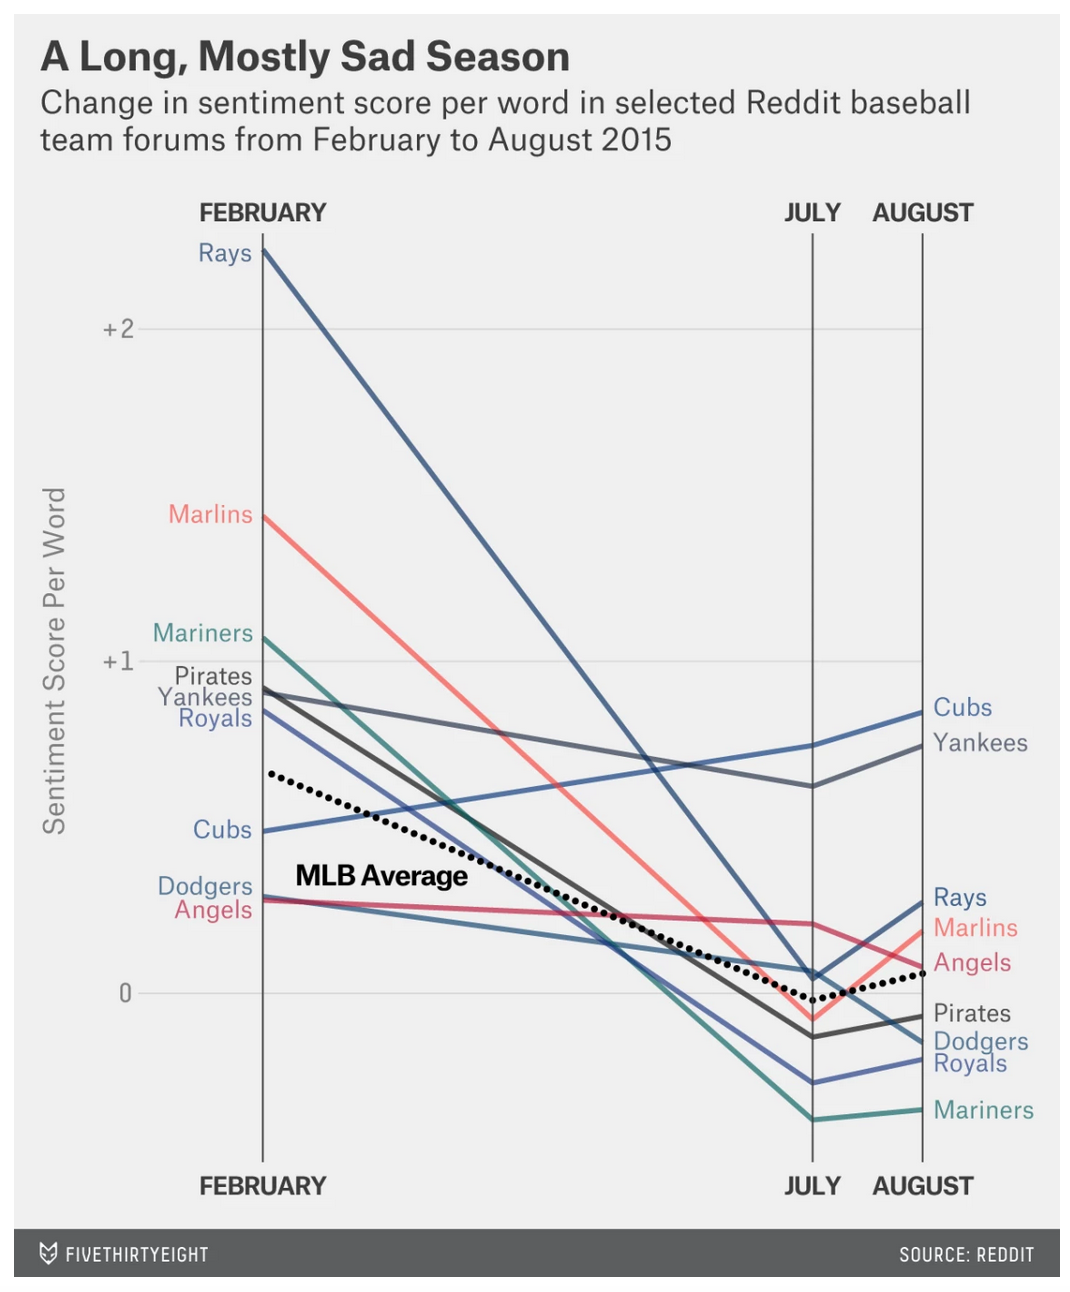 A Long, Mostly Sad Season
Change in sentiment score per word in selected Reddit baseball
team forums from February to August 2015
FEBRUARY
JULY
AUGUST
Rays
+2
Marlins
Mariners
+1
Pirates
Yankees
Royals
Cubs
Dodgers
Angels
0
Sentiment Score Per Word
MLB Average
Cubs
Yankees
Rays
Marlins
Angels
Pirates
Dodgers
Royals
Mariners
FEBRUARY
JULY
AUGUST
FIVETHIRTYEIGHT
SOURCE: REDDIT